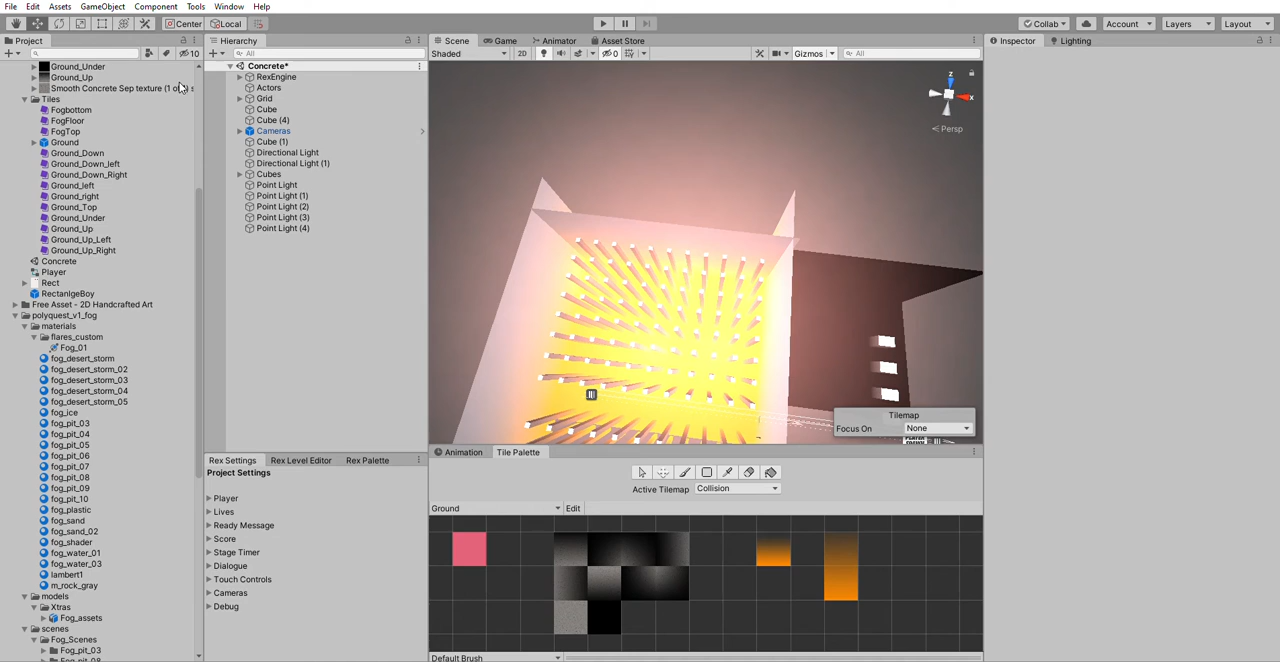 File Edit Assets GameObject Component Tools Window Help
Center Local Collab Account Layers Layout
Project Hierarchy Scene Game Animator Asset Store Inspector Lighting
10 All Shaded 2D 0 Gizmos All
Ground_Under
Ground_Up
Smooth Concrete Sep texture (1 o
Tiles
Fogbottom
FogFloor
FogTop
Ground
Ground_Down
Ground_Down_left
Ground_Down_Right
Ground_left
Ground_right
Ground_Top
Ground_Under
Ground_Up
Ground_Up_Left
Ground_Up_Right
Concrete
Player
Rect
RectanlgeBoy
Free Asset - 2D Handcrafted Art
polyquest_v1_fog
materials
flares_custom
Fog_01
fog_desert_storm
fog_desert_storm_02
fog_desert_storm_03
fog_desert_storm_04
fog_desert_storm_05
fog_ice
fog_pit_03
fog_pit_04
fog_pit_05
fog_pit_06
fog_pit_07
fog_pit_08
fog_pit_09
fog_pit_10
fog_plastic
fog_sand
fog_sand_02
fog_shader
fog_water_01
fog_water_03
lambert1
m_rock_gray
models
Xtras
Fog_assets
scenes
Fog_Scenes
Fog_pit_03
Concrete*
RexEngine
Actors
Grid
Cube
Cube (4)
Cameras
Cube (1)
Directional Light
Directional Light (1)
Cubes
Point Light
Point Light (1)
Point Light (2)
Point Light (3)
Point Light (4)
z
x
Persp
Tilemap
Focus On None
Rex Settings Rex Level Editor Rex Palette
Project Settings
Player
Lives
Ready Message
Score
Stage Timer
Dialogue
Touch Controls
Cameras
Debug
Animation Tile Palette
Active Tilemap Collision
Ground Edit
Default Brush